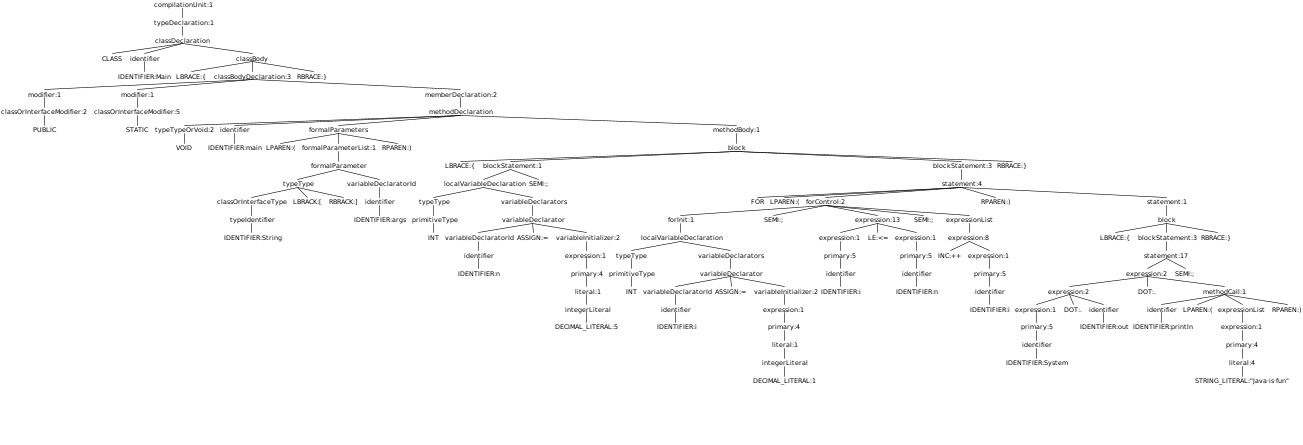 compilationUnit:1
typeDeclaration:1
classDeclaration
CLASS identifier classBody
IDENTIFIER:Main LBRACE:{ classBodyDeclaration:3 RBRACE:}
modifier:1 modifier:1 memberDeclaration:2
classOrInterfaceModifier:2 classOrInterfaceModifier:5 methodDeclaration
PUBLIC STATIC typeTypeOrVoid:2 identifier formalParameters methodBody:1
VOID IDENTIFIER:main LPAREN:( formalParameterList:1 RPAREN:) block
formalParameter LBRACE:{ blockStatement:1 blockStatement:3 RBRACE:}
typeType variableDeclaratorId localVariableDeclaration SEMI:; statement:4
classOrInterfaceType LBRACK:[ RBRACK:] identifier typeType variableDeclarators FOR LPAREN:( forControl:2 RPAREN:) statement:1
typeIdentifier IDENTIFIER:args primitiveType variableDeclarator forInit:1 SEMI:; expression:13 SEMI:; expressionList block
IDENTIFIER:String INT variableDeclaratorId ASSIGN:= variableInitializer:2 localVariableDeclaration expression:1 LE:<= expression:1 expression:8 LBRACE:{ blockStatement:3 RBRACE:}
identifier expression:1 typeType variableDeclarators primary:5 primary:5 INC:++ expression:1 statement:17
IDENTIFIER:n primary:4 primitiveType variableDeclarator identifier identifier primary:5 expression:2 SEMI:;
literal:1 INT variableDeclaratorId ASSIGN:= variableInitializer:2 IDENTIFIER:i IDENTIFIER:n identifier expression:2 DOT:. methodCall:1
integerLiteral identifier expression:1 IDENTIFIER:i expression:1 DOT:. identifier identifier LPAREN:( expressionList RPAREN:)
DECIMAL_LITERAL:5 IDENTIFIER:i primary:4 primary:5 IDENTIFIER:out IDENTIFIER:println expression:1
literal:1 identifier primary:4
integerLiteral IDENTIFIER:System literal:4
DECIMAL_LITERAL:1 STRING_LITERAL:"Java·is·fun"